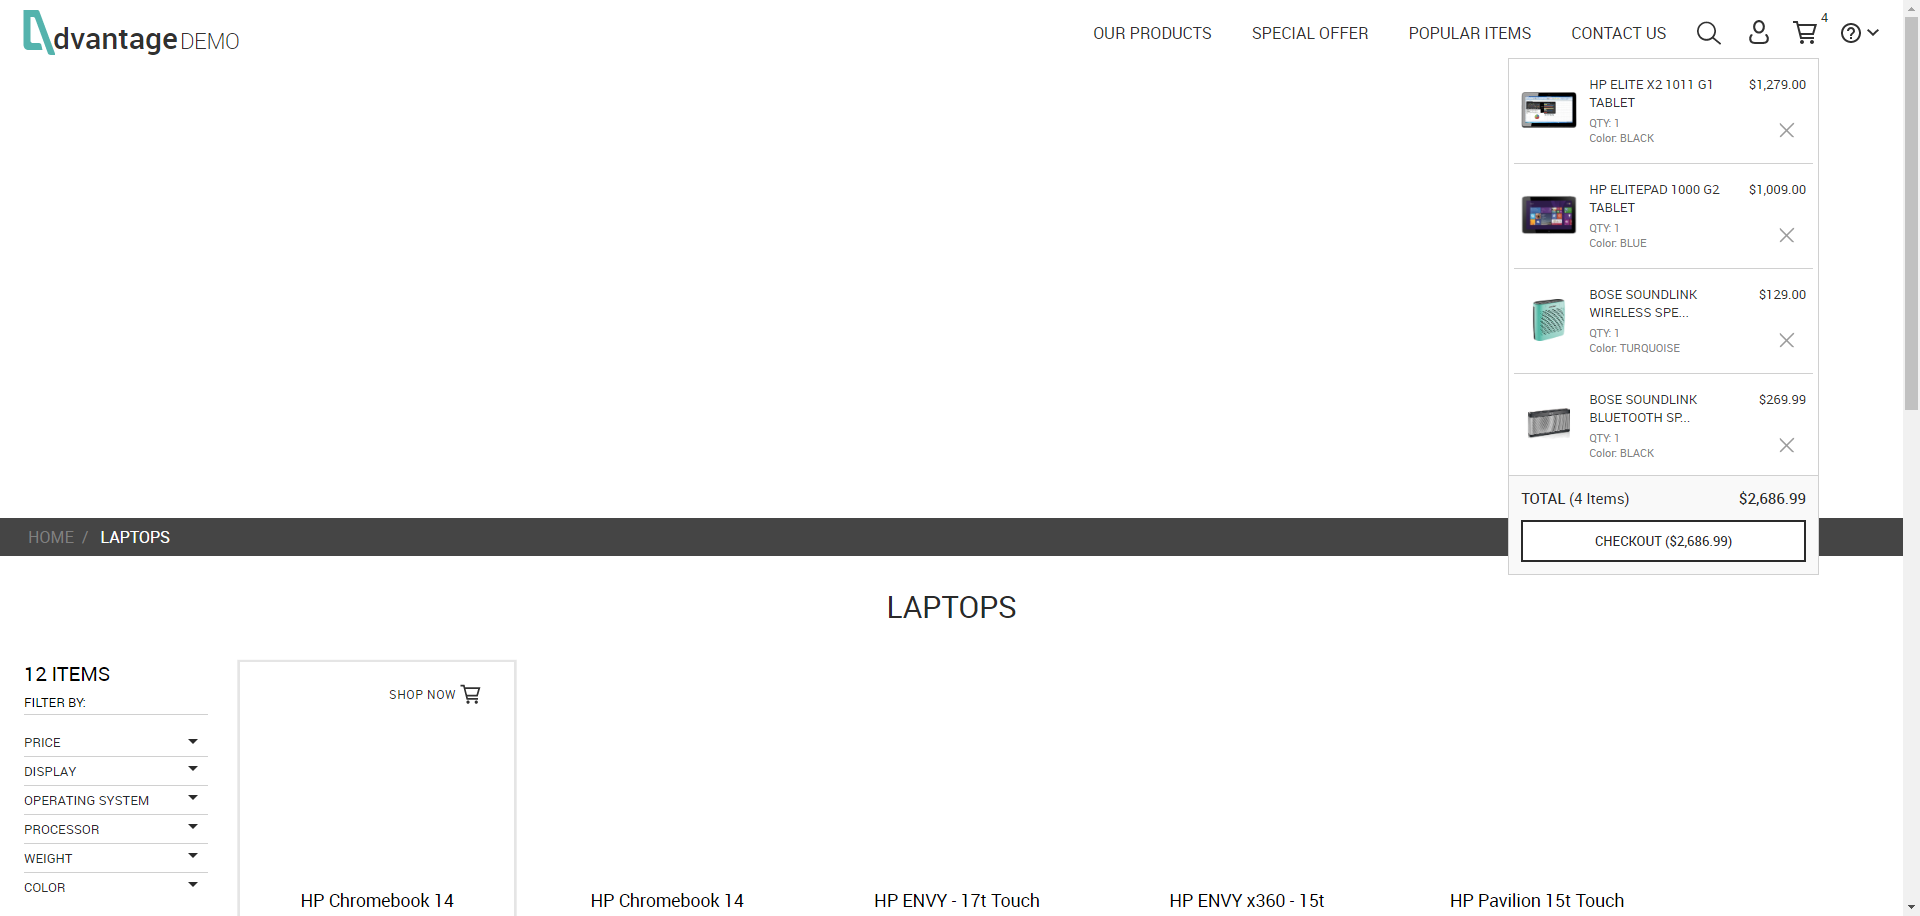 dvantage DEMO
OUR PRODUCTS
SPECIAL OFFER
POPULAR ITEMS
CONTACT US
4
HP ELITE X2 1011 G1 $1,279.00
TABLET
QTY: 1
Color: BLACK
HP ELITEPAD 1000 G2 $1,009.00
TABLET
QTY: 1
Color: BLUE
BOSE SOUNDLINK $129.00
WIRELESS SPE...
QTY: 1
Color: TURQUOISE
BOSE SOUNDLINK $269.99
BLUETOOTH SP...
QTY: 1
Color: BLACK
TOTAL (4 Items) $2,686.99
CHECKOUT ($2,686.99)
HOME / LAPTOPS
LAPTOPS
12 ITEMS
FILTER BY:
PRICE
DISPLAY
OPERATING SYSTEM
PROCESSOR
WEIGHT
COLOR
SHOP NOW
HP Chromebook 14
HP Chromebook 14
HP ENVY - 17t Touch
HP ENVY x360 - 15t
HP Pavilion 15t Touch